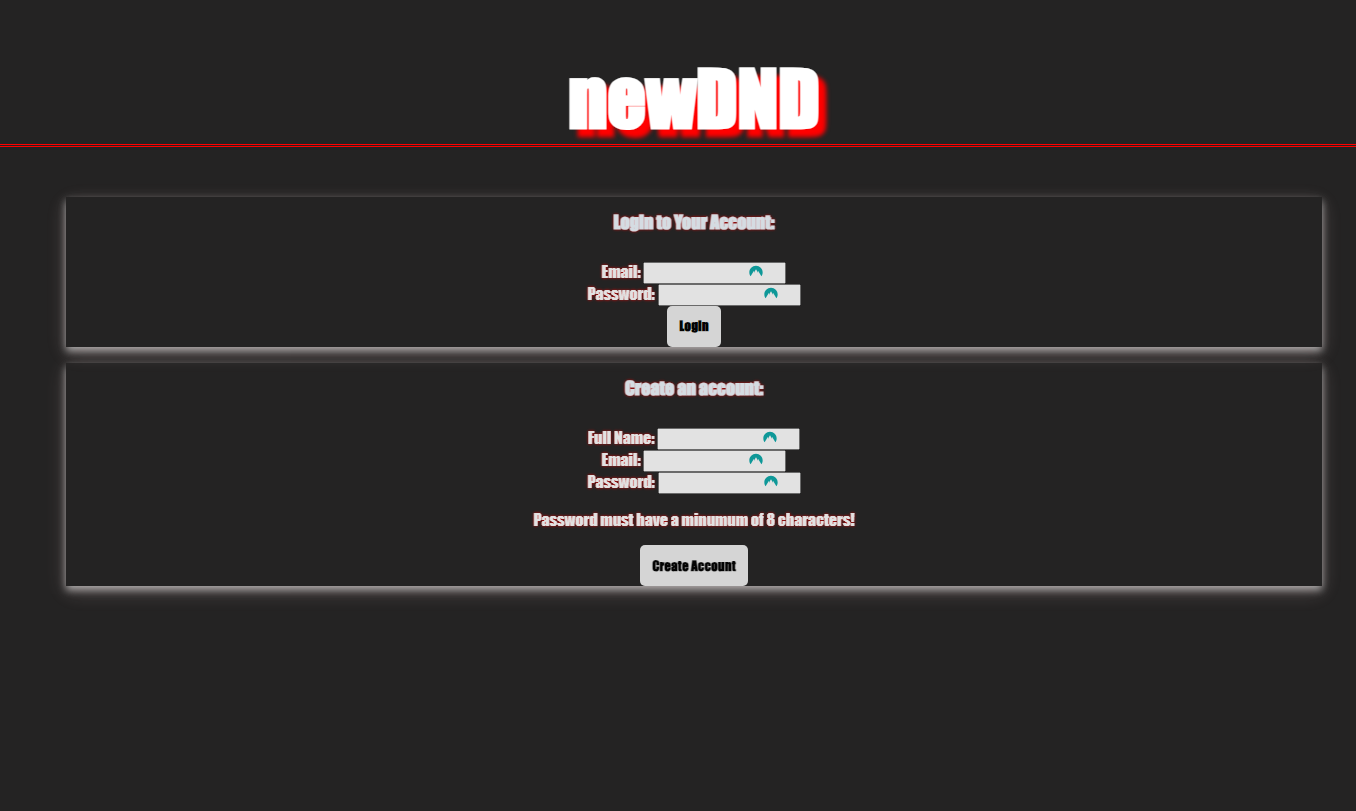 newDND
Login to Your Account:
Email:
Password:
Login
Create an account:
Full Name:
Email:
Password:
Password must have a minumum of 8 characters!
Create Account